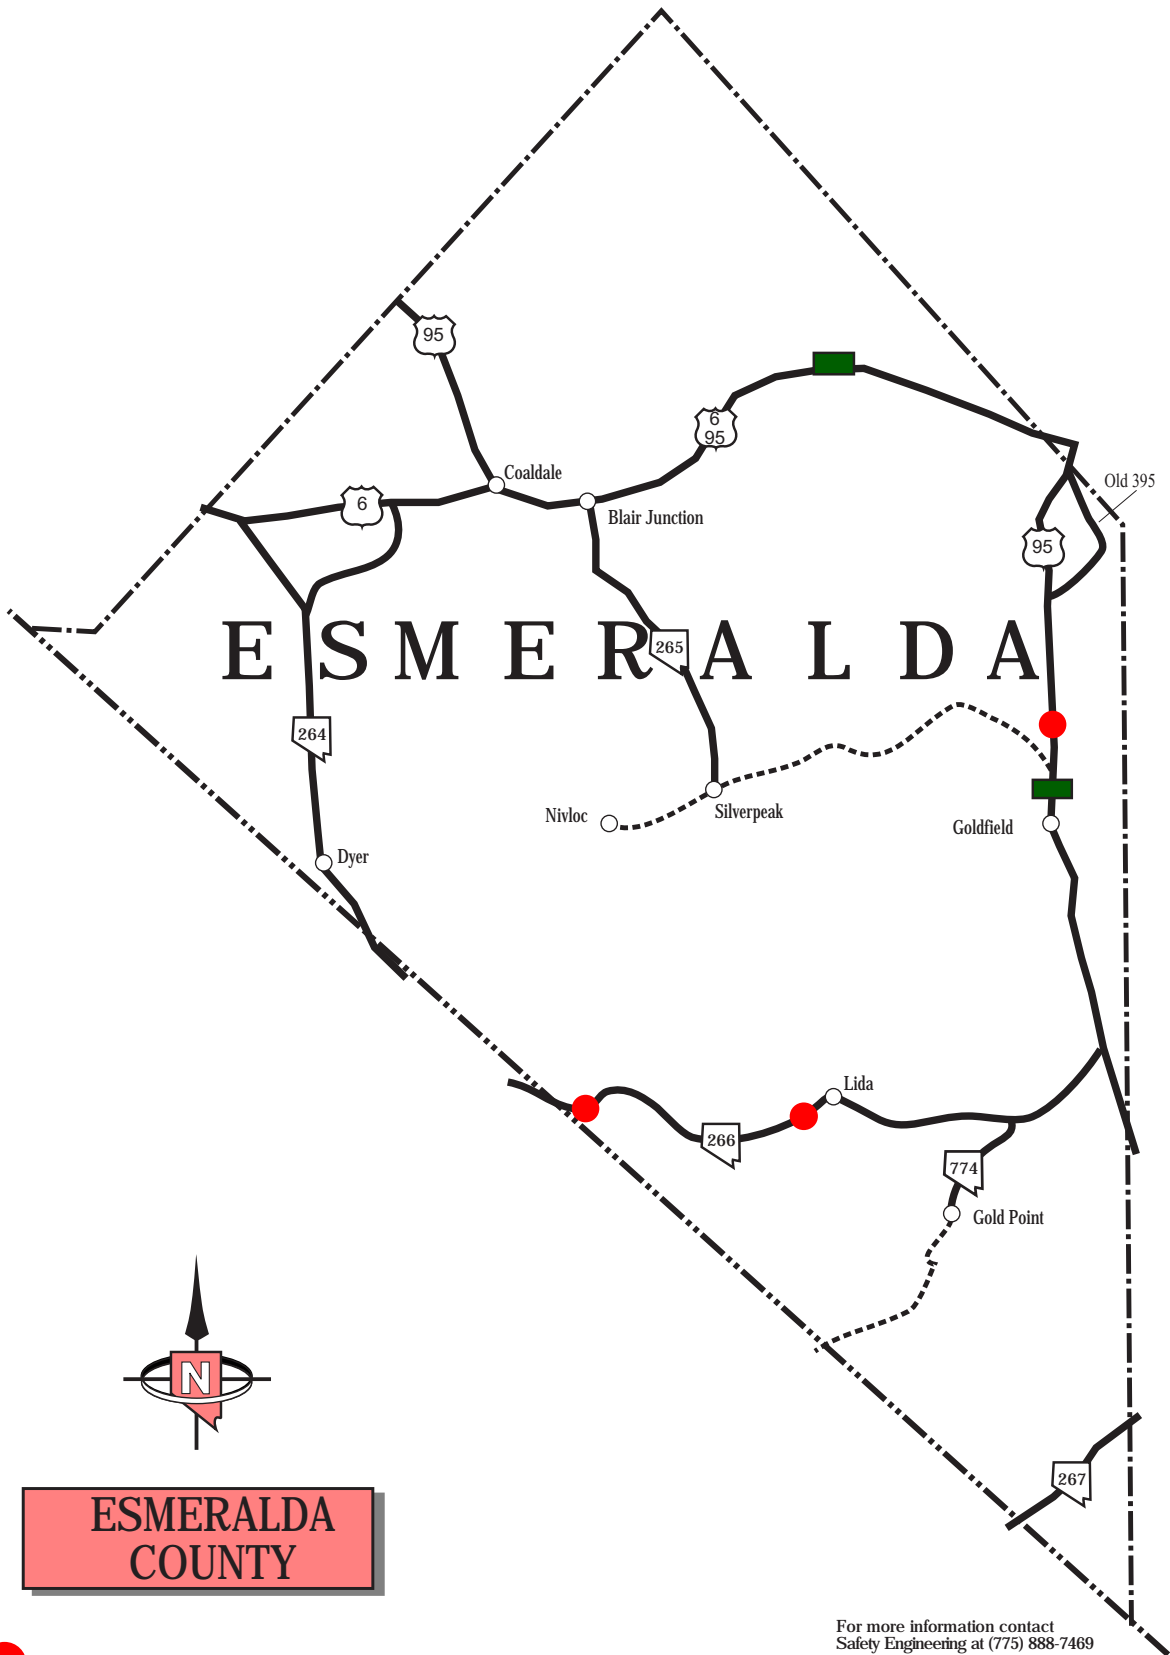 95
6
95
Coaldale
Old 395
6
Blair Junction
95
ESMERALDA
265
264
Nivloc
Silverpeak
Goldfield
Dyer
Lida
266
774
Gold Point
N
267
ESMERALDA
COUNTY
For more information contact
Safety Engineering at (775) 888-7469